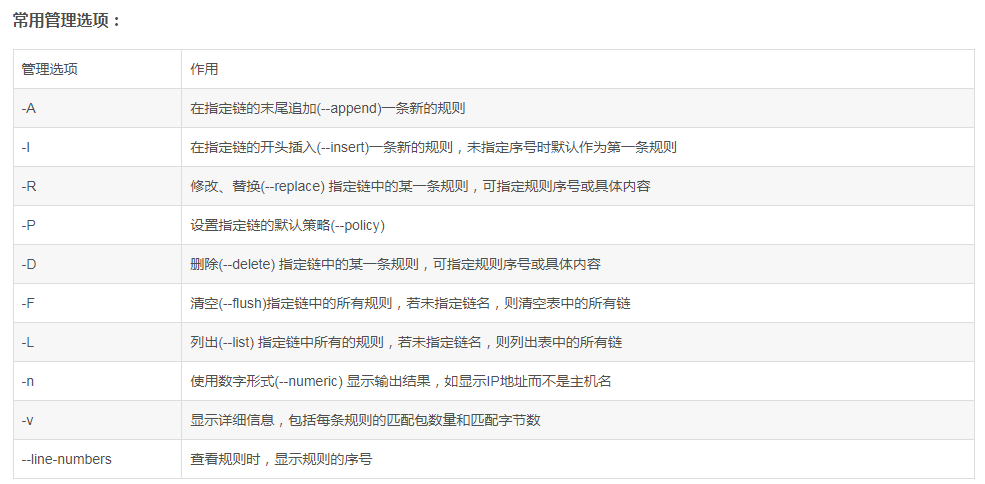 常用管理选项：
管理选项 作用
-A 在指定链的末尾追加(--append)一条新的规则
-I 在指定链的开头插入(--insert)一条新的规则，未指定序号时默认作为第一条规则
-R 修改、替换(--replace) 指定链中的某一条规则，可指定规则序号或具体内容
-P 设置指定链的默认策略(--policy)
-D 删除(--delete) 指定链中的某一条规则，可指定规则序号或具体内容
-F 清空(--flush)指定链中的所有规则，若未指定链名，则清空表中的所有链
-L 列出(--list) 指定链中所有的规则，若未指定链名，则列出表中的所有链
-n 使用数字形式(--numeric) 显示输出结果，如显示IP地址而不是主机名
-v 显示详细信息，包括每条规则的匹配包数量和匹配字节数
--line-numbers 查看规则时，显示规则的序号